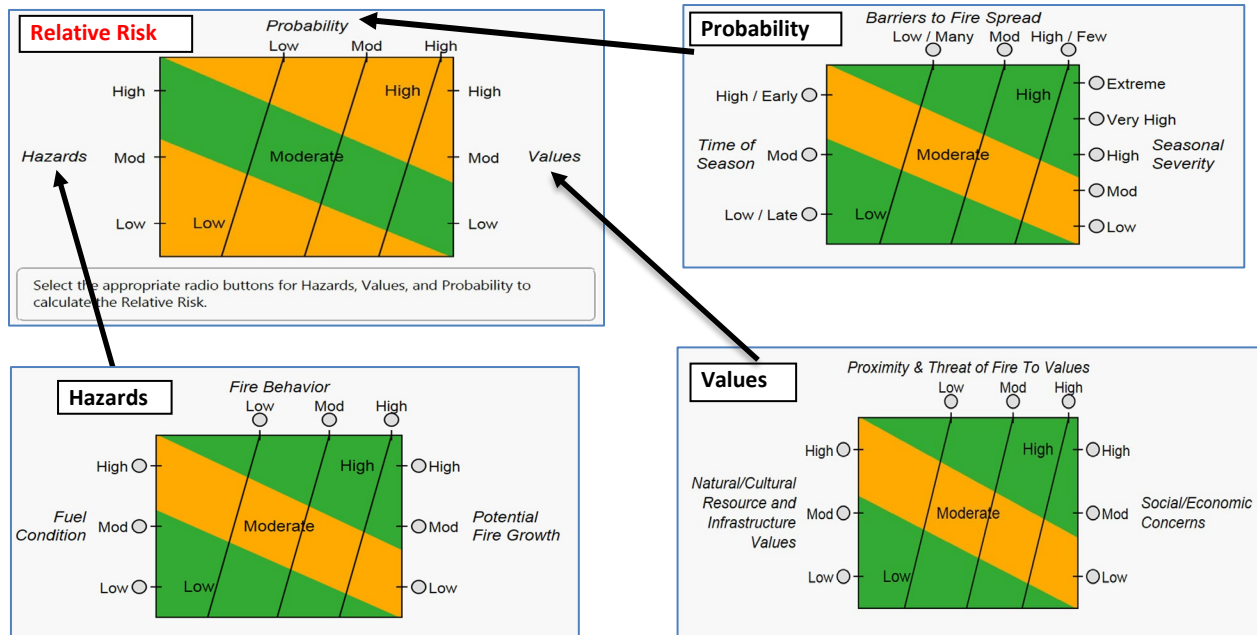 Relative Risk
Probability
Low Mod High
High
Mod
Low
Hazards
High
Moderate
Low
High
Mod
Low
Values
Select the appropriate radio buttons for Hazards, Values, and Probability to
calculate the Relative Risk.
Probability
Barriers to Fire Spread
Low / Many Mod High / Few
High / Early
Mod
Low / Late
Time of
Season
High
Moderate
Low
Extreme
Very High
High
Mod
Low
Seasonal
Severity
Hazards
Fire Behavior
Low Mod High
High
Mod
Low
Fuel
Condition
High
Moderate
Low
High
Mod
Low
Potential
Fire Growth
Values
Proximity & Threat of Fire To Values
Low Mod High
High
Mod
Low
Natural/Cultural
Resource and
Infrastructure
Values
High
Moderate
Low
High
Mod
Low
Social/Economic
Concerns